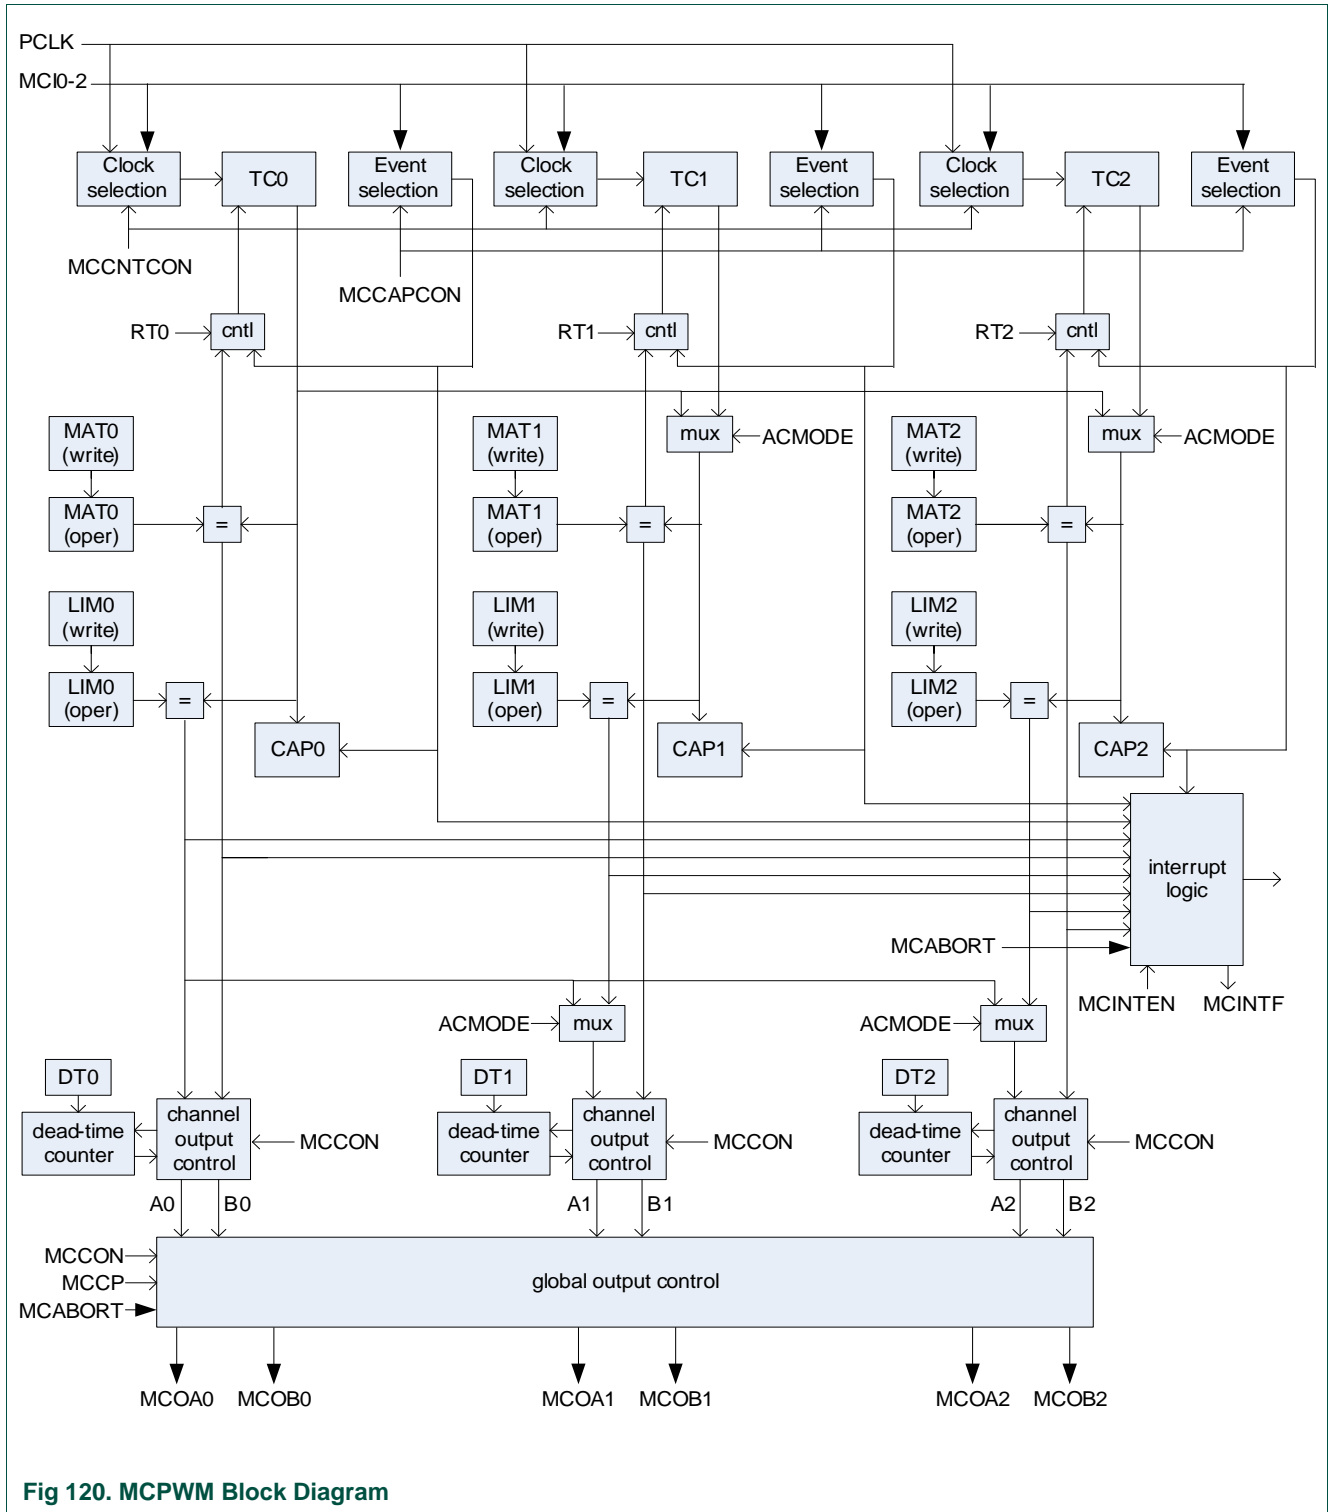 PCLK
MCI0-2
Clock
selection
TC0
Event
selection
Clock
selection
TC1
Event
selection
Clock
selection
TC2
Event
selection
MCCNTCON
MCCAPCON
RT0
cntl
RT1
cntl
RT2
cntl
MAT0
(write)
MAT1
(write)
mux
ACMODE
MAT2
(write)
mux
ACMODE
MAT0
(oper)
=
MAT1
(oper)
=
MAT2
(oper)
=
LIM0
(write)
LIM1
(write)
LIM2
(write)
LIM0
(oper)
=
LIM1
(oper)
=
LIM2
(oper)
=
CAP0
CAP1
CAP2
interrupt
logic
MCABORT
MCINTEN
MCINTF
ACMODE
mux
ACMODE
mux
DT0
DT1
DT2
dead-time
counter
channel
output
control
MCCON
dead-time
counter
channel
output
control
MCCON
dead-time
counter
channel
output
control
MCCON
A0
B0
A1
B1
A2
B2
MCCON
MCCP
MCABORT
global output control
MCOA0
MCOB0
MCOA1
MCOB1
MCOA2
MCOB2
Fig 120. MCPWM Block Diagram